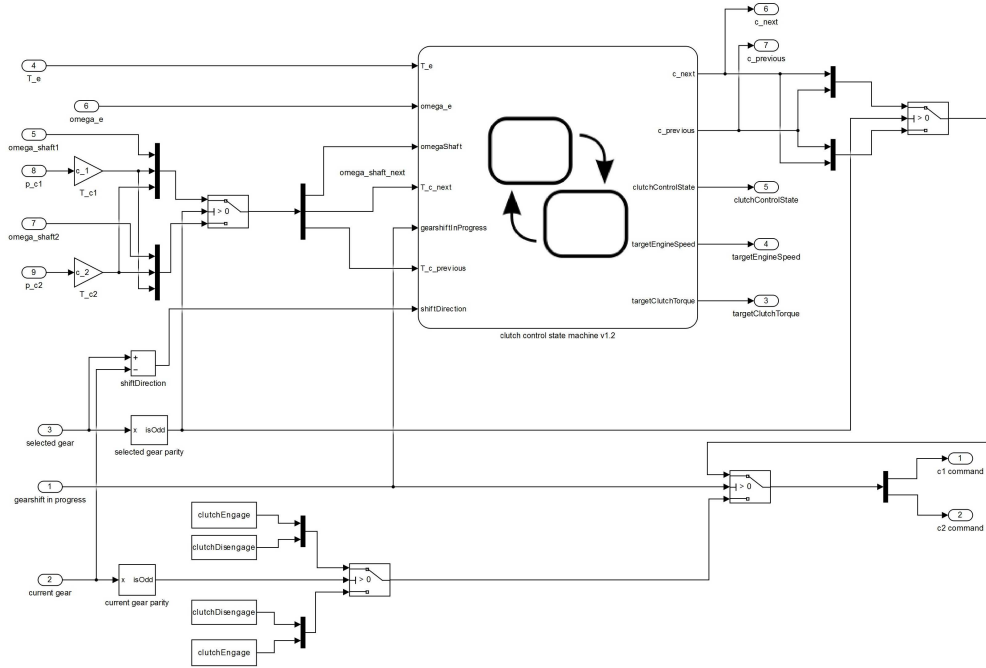 6
c_next
7
c_previous
4
T_e
T_e
c_next
6
omega_e
omega_e
> 0
5
omega_shaft1
c_previous
omegaShaft
8
p_c1
c_1
T_c1
omega_shaft_next
T_c_next
clutchControlState
5
clutchControlState
> 0
7
omega_shaft2
gearshiftInProgress
targetEngineSpeed
4
targetEngineSpeed
9
p_c2
c_2
T_c2
T_c_previous
targetClutchTorque
3
targetClutchTorque
shiftDirection
clutch control state machine v1.2
+
−
shiftDirection
3
selected gear
x isOdd
selected gear parity
1
c1 command
1
gearshift in progress
> 0
2
c2 command
clutchEngage
clutchDisengage
2
current gear
x isOdd
current gear parity
> 0
clutchDisengage
clutchEngage